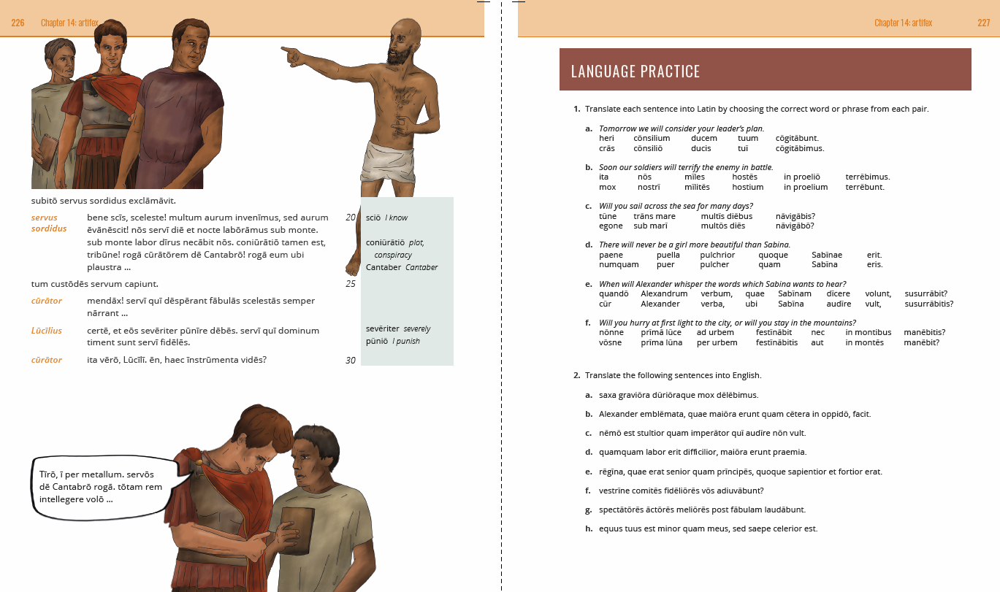 226 Chapter 14: artifex
subitō servus sordidus exclāmāvit.
servus sordidus bene scīs, sceleste! multum aurum invenīmus, sed aurum 20
ēvānēscit! nōs servī diē et nocte labōrāmus sub monte.
sub monte labor dīrus necābit nōs. coniūrātiō tamen est,
tribūne! rogā cūrātōrem dē Cantabrō! rogā eum ubi
plaustra ...
tum custōdēs servum capiunt. 25
cūrātor mendāx! servī quī dēspērant fābulās scelestās semper
nārrant ...
Lūcīlius certē, et eōs sevēriter pūnīre dēbēs. servī quī dominum
timent sunt servī fidēlēs.
cūrātor ita vērō, Lūcīlī. ēn, haec īnstrūmenta vidēs? 30
sciō I know
coniūrātiō plot,
conspiracy
Cantaber Cantaber
sevēriter severely
pūniō I punish
Tīrō, ī per metallum. servōs
dē Cantabrō rogā. tōtam rem
intellegere volō ...
Chapter 14: artifex 227
LANGUAGE PRACTICE
1. Translate each sentence into Latin by choosing the correct word or phrase from each pair.
a. Tomorrow we will consider your leader's plan.
heri cōnsilium ducem tuum cōgitābunt.
crās cōnsiliō ducis tuī cōgitābimus.
b. Soon our soldiers will terrify the enemy in battle.
ita nōs mīles hostēs in proeliō terrēbimus.
mox nostrī mīlitēs hostium in proelium terrēbunt.
c. Will you sail across the sea for many days?
tūne trāns mare multīs diēbus nāvigābis?
egone sub marī multōs diēs nāvigābō?
d. There will never be a girl more beautiful than Sabina.
paene puella pulchrior quoque Sabīnae erit.
numquam puer pulcher quam Sabīna eris.
e. When will Alexander whisper the words which Sabina wants to hear?
quandō Alexandrum verbum, quae Sabīnam dīcere volunt, susurrābit?
cūr Alexander verba, ubi Sabīna audīre vult, susurrābitis?
f. Will you hurry at first light to the city, or will you stay in the mountains?
nōnne prīmā lūce ad urbem festīnābit nec in montibus manēbitis?
vōsne prīma lūna per urbem festīnābitis aut in montēs manēbit?
2. Translate the following sentences into English.
a. saxa graviōra dūriōraque mox dēlēbimus.
b. Alexander emblēmata, quae maiōra erunt quam cētera in oppidō, facit.
c. nēmō est stultior quam imperātor quī audīre nōn vult.
d. quamquam labor erit difficilior, maiōra erunt praemia.
e. rēgīna, quae erat senior quam prīncipēs, quoque sapientior et fortior erat.
f. vestrīne comitēs fidēliōrēs vōs adiuvābunt?
g. spectātōrēs āctōrēs meliōrēs post fābulam laudābunt.
h. equus tuus est minor quam meus, sed saepe celerior est.